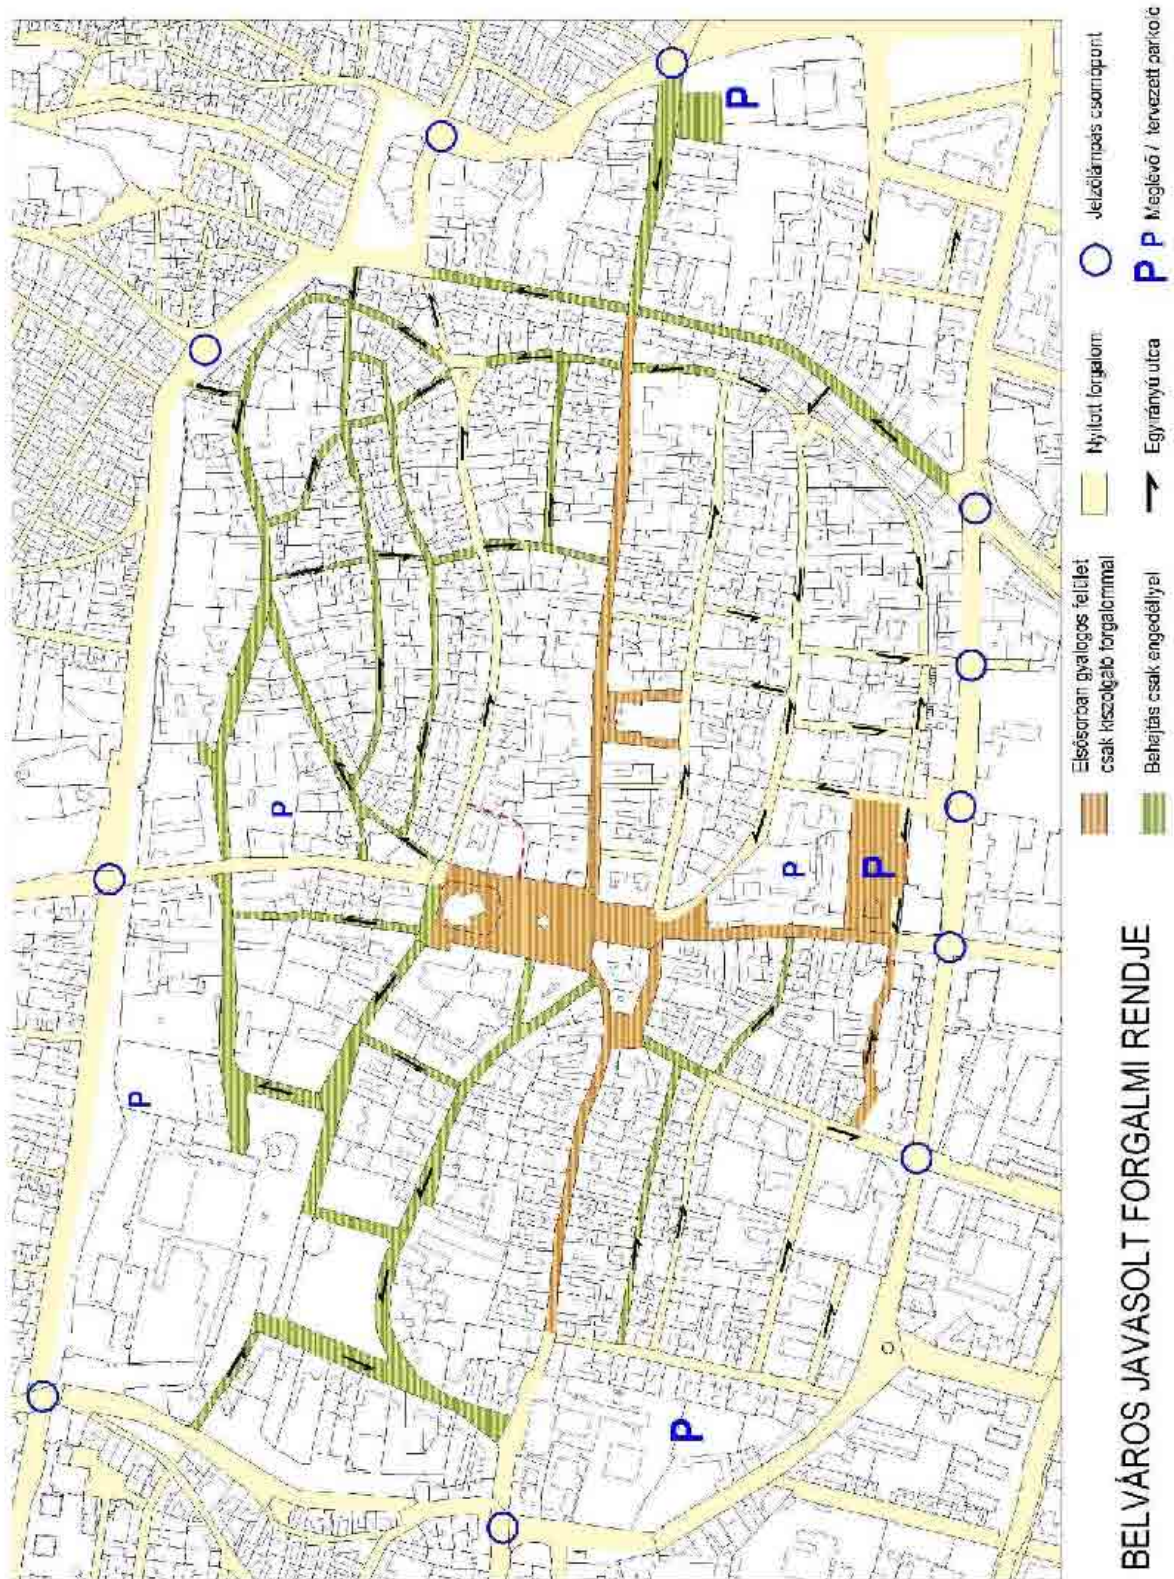 BELVÁROS JAVASOLT FORGALMI RENDJE
Elsősorban gyalogos felület
csak kiszolgáló forgalommal
Behajtás csak engedéllyel
Nyitott forgalom
Egyirányú utca
Jelzőlámpás csomópont
P P Meglévő / tervezett parkoló
P
P
P
P
P
P